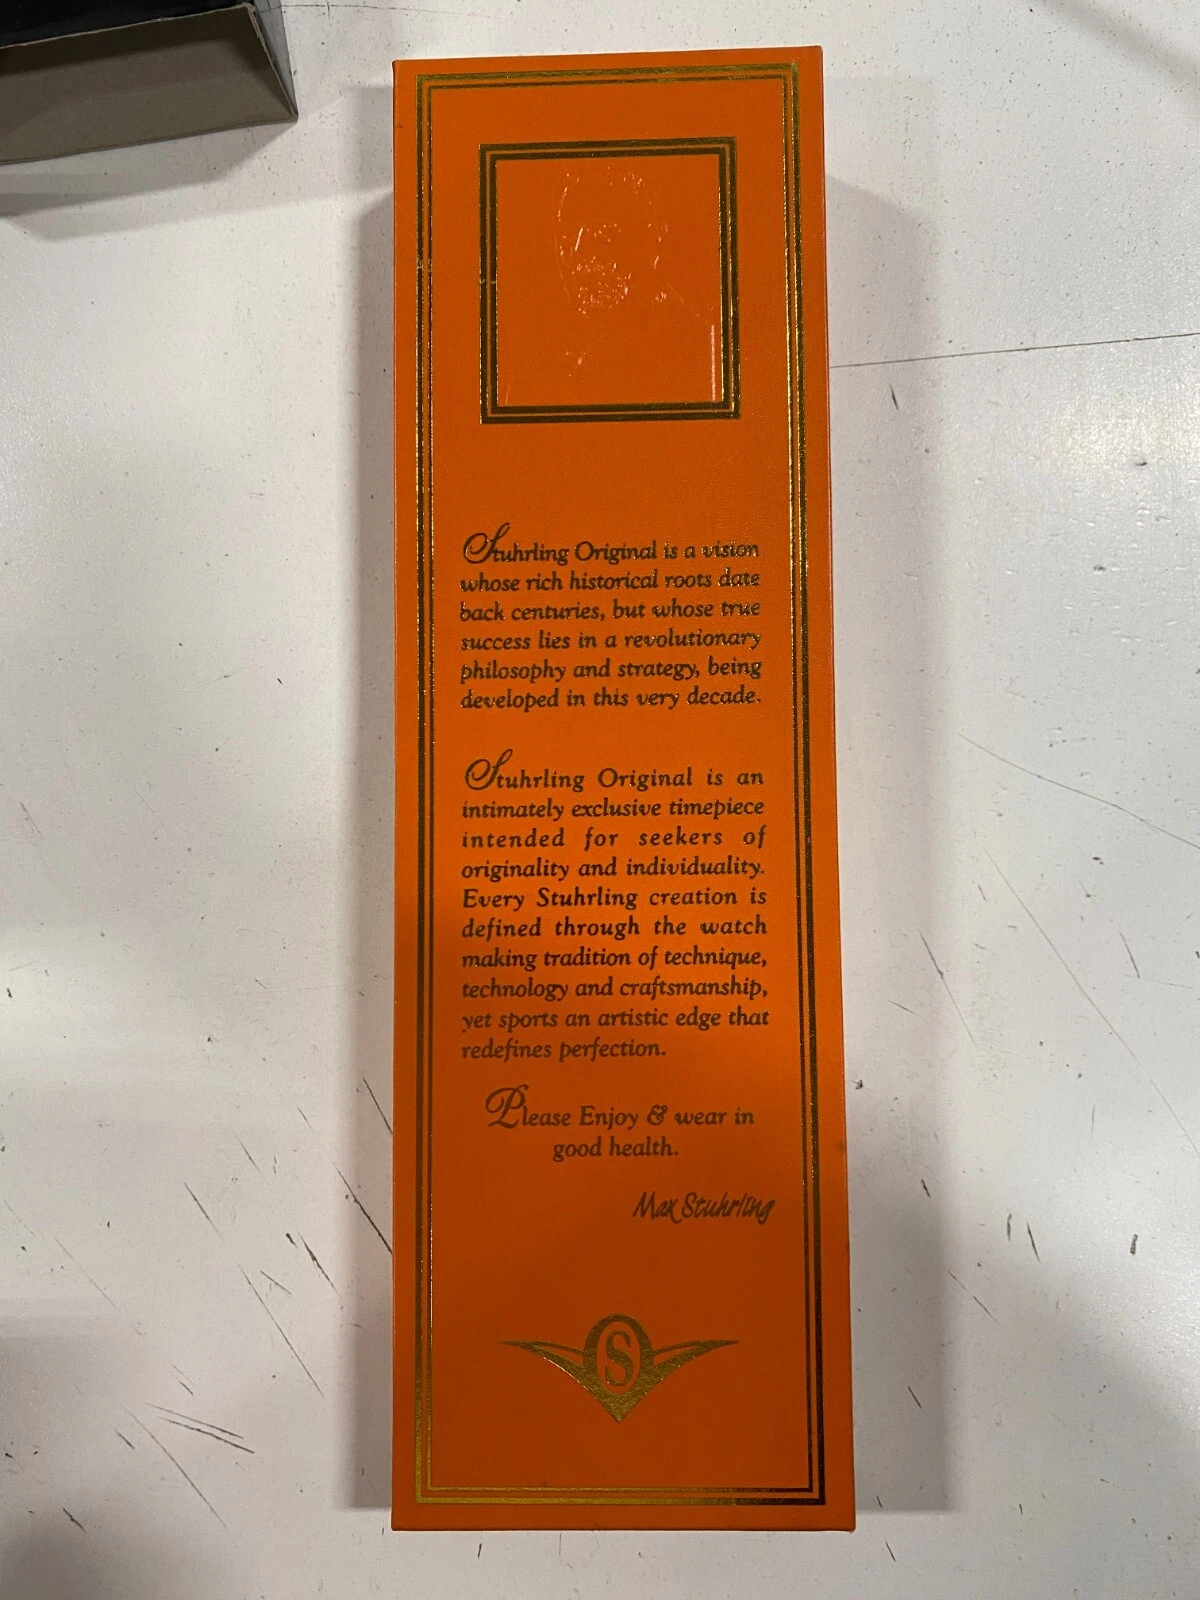 Stuhrling Original is a vision
whose rich historical roots date
back centuries, but whose true
success lies in a revolutionary
philosophy and strategy, being
developed in this very decade.
Stuhrling Original is an
intimately exclusive timepiece
intended for seekers of
originality and individuality.
Every Stuhrling creation is
defined through the watch
making tradition of technique,
technology and craftsmanship,
yet sports an artistic edge that
redefines perfection.
Please Enjoy & wear in
good health.
Max Stuhrling
S